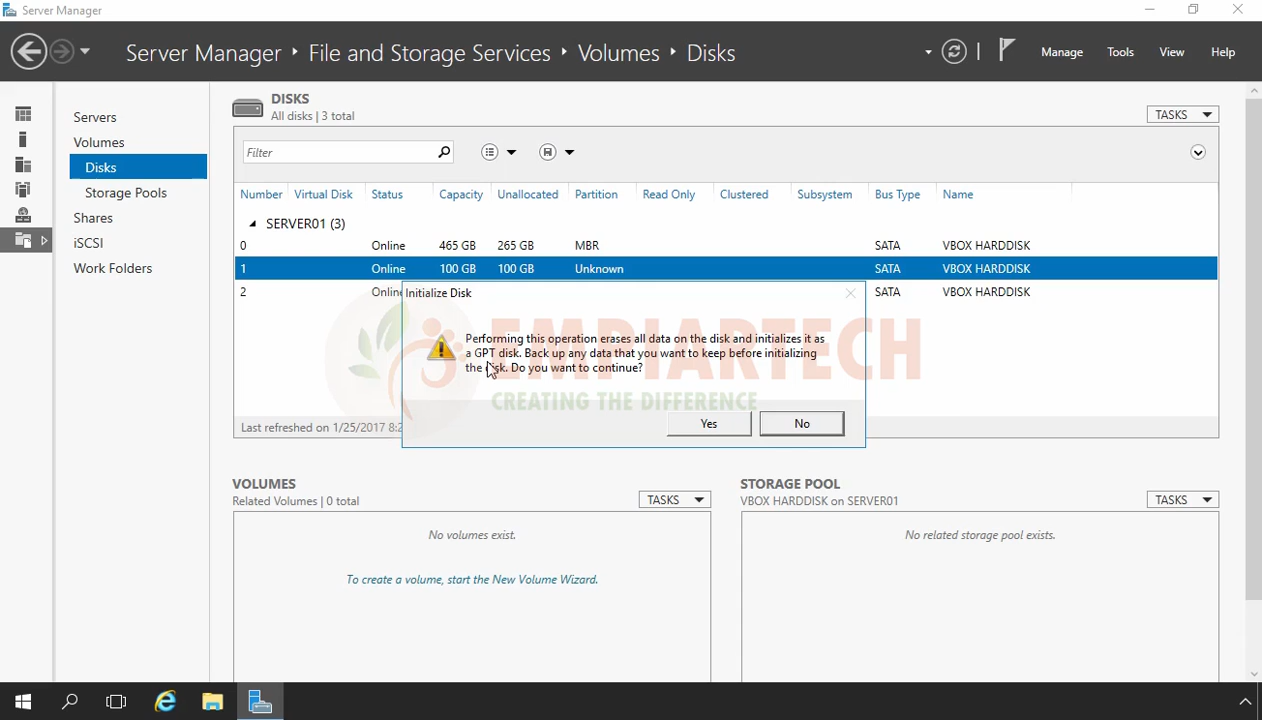 Server Manager
Server Manager ‣ File and Storage Services ‣ Volumes ‣ Disks
Manage Tools View Help
Servers
Volumes
Disks
Storage Pools
Shares
iSCSI
Work Folders
DISKS
All disks | 3 total
TASKS
Filter
Number Virtual Disk Status Capacity Unallocated Partition Read Only Clustered Subsystem Bus Type Name
SERVER01 (3)
0 Online 465 GB 265 GB MBR SATA VBOX HARDDISK
1 Online 100 GB 100 GB Unknown SATA VBOX HARDDISK
2 Online SATA VBOX HARDDISK
Initialize Disk
Performing this operation erases all data on the disk and initializes it as
a GPT disk. Back up any data that you want to keep before initializing
the disk. Do you want to continue?
Yes No
EMPIARTECH
CREATING THE DIFFERENCE
Last refreshed on 1/25/2017 8:2
VOLUMES
Related Volumes | 0 total
TASKS
No volumes exist.
To create a volume, start the New Volume Wizard.
STORAGE POOL
VBOX HARDDISK on SERVER01
TASKS
No related storage pool exists.